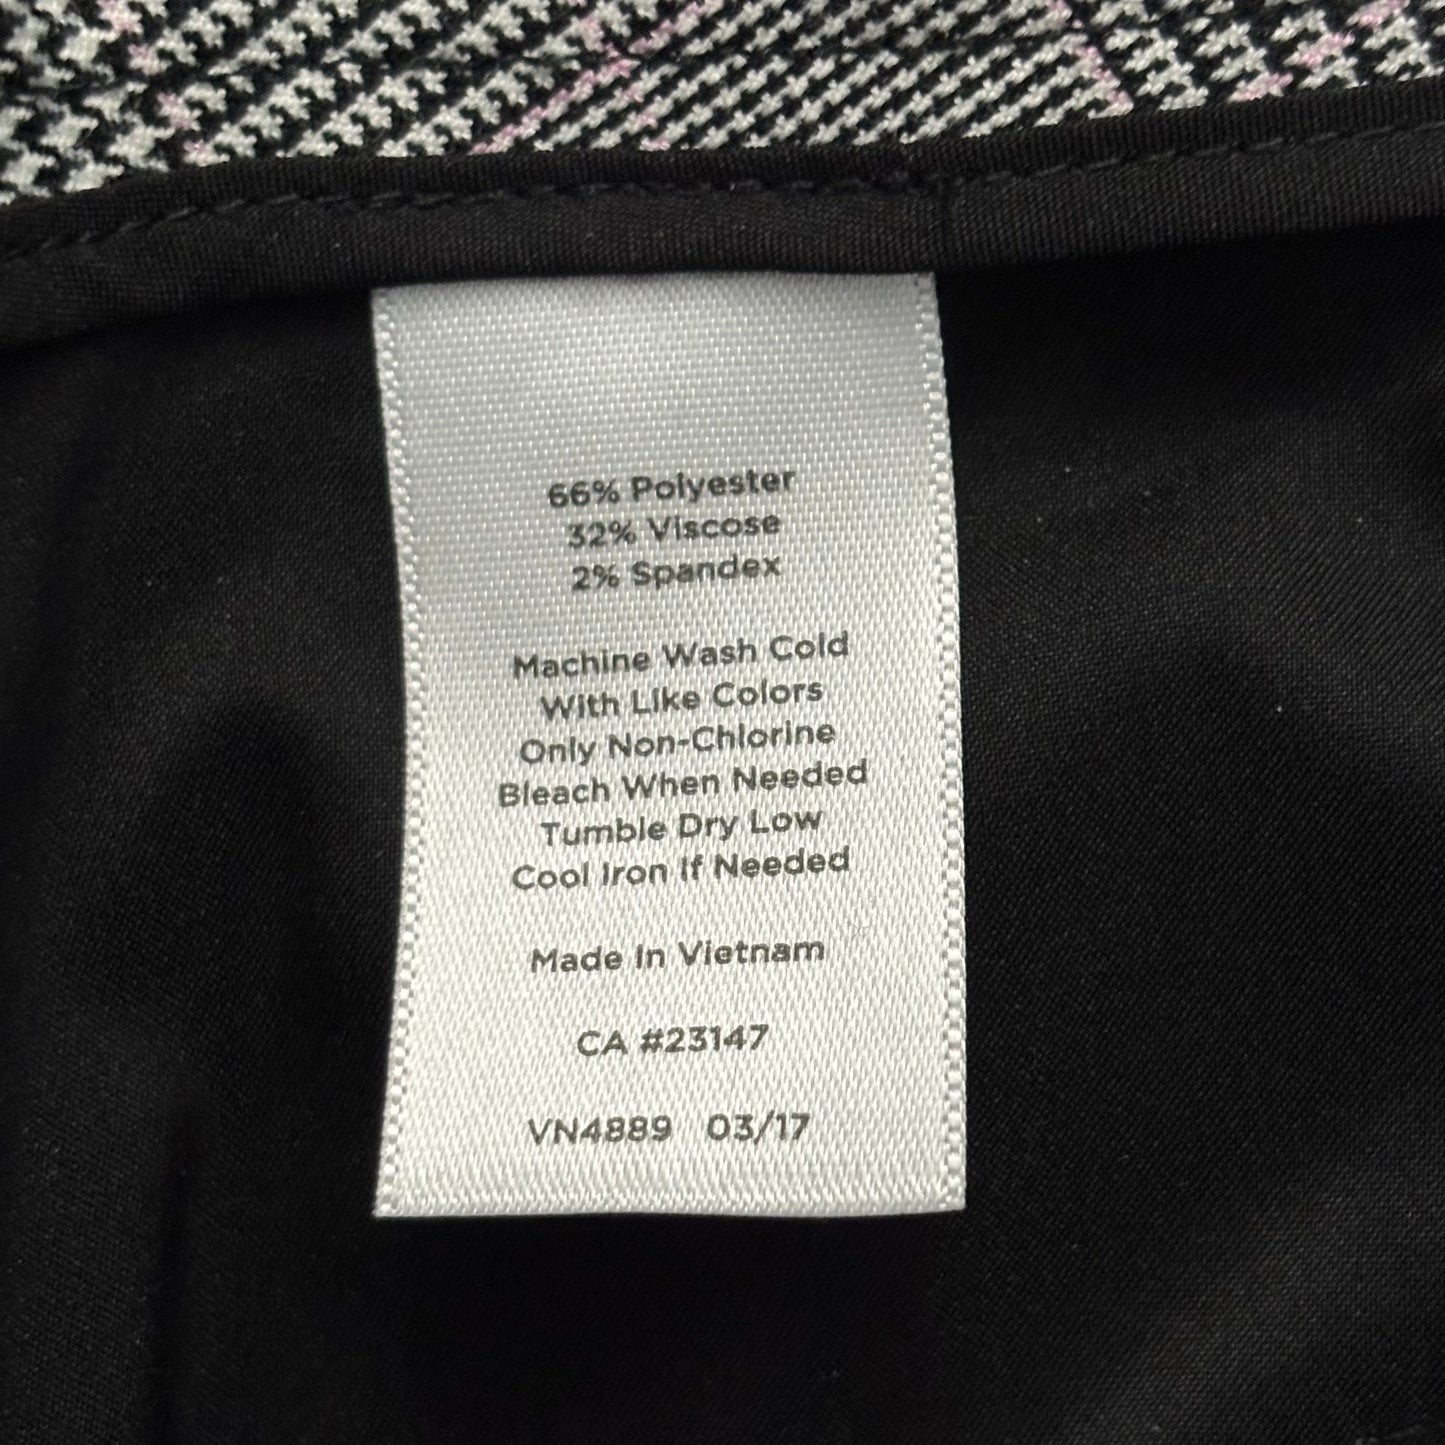 66% Polyester
32% Viscose
2% Spandex
Machine Wash Cold
With Like Colors
Only Non-Chlorine
Bleach When Needed
Tumble Dry Low
Cool Iron If Needed
Made In Vietnam
CA #23147
VN4889 03/17